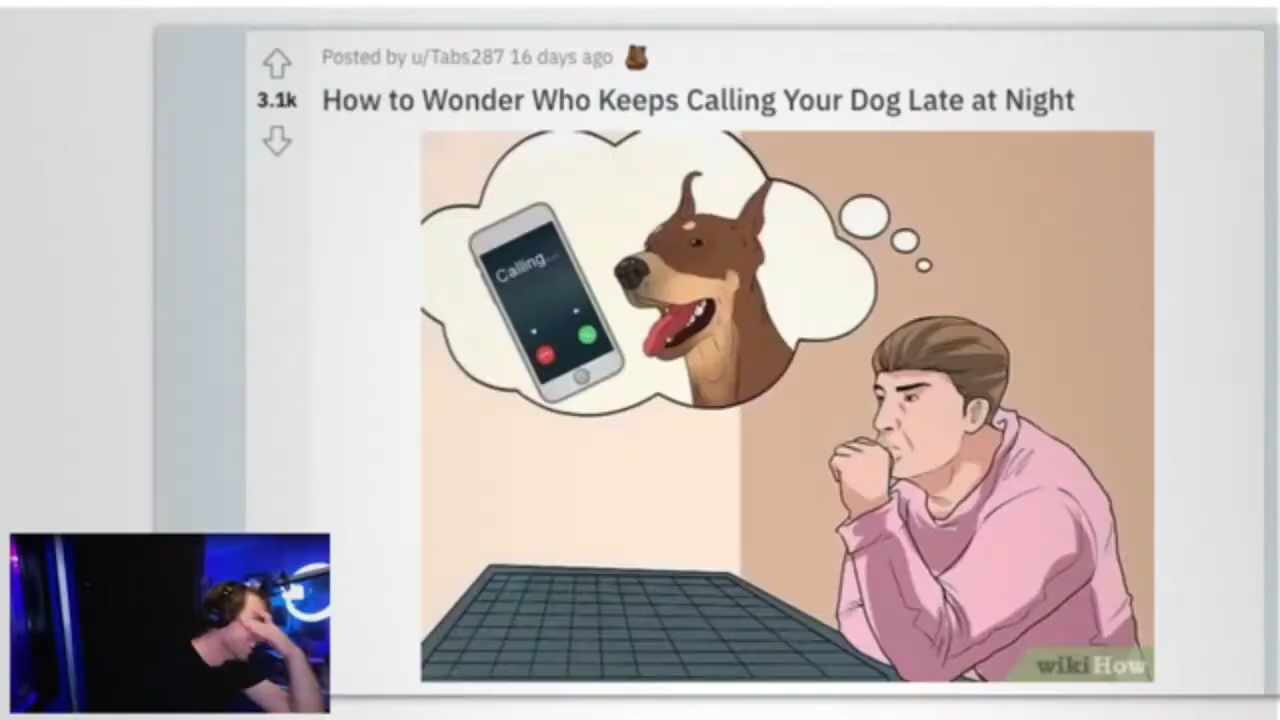 Posted by u/Tabs287 16 days ago
3.1k
How to Wonder Who Keeps Calling Your Dog Late at Night
Calling...
wikiHow